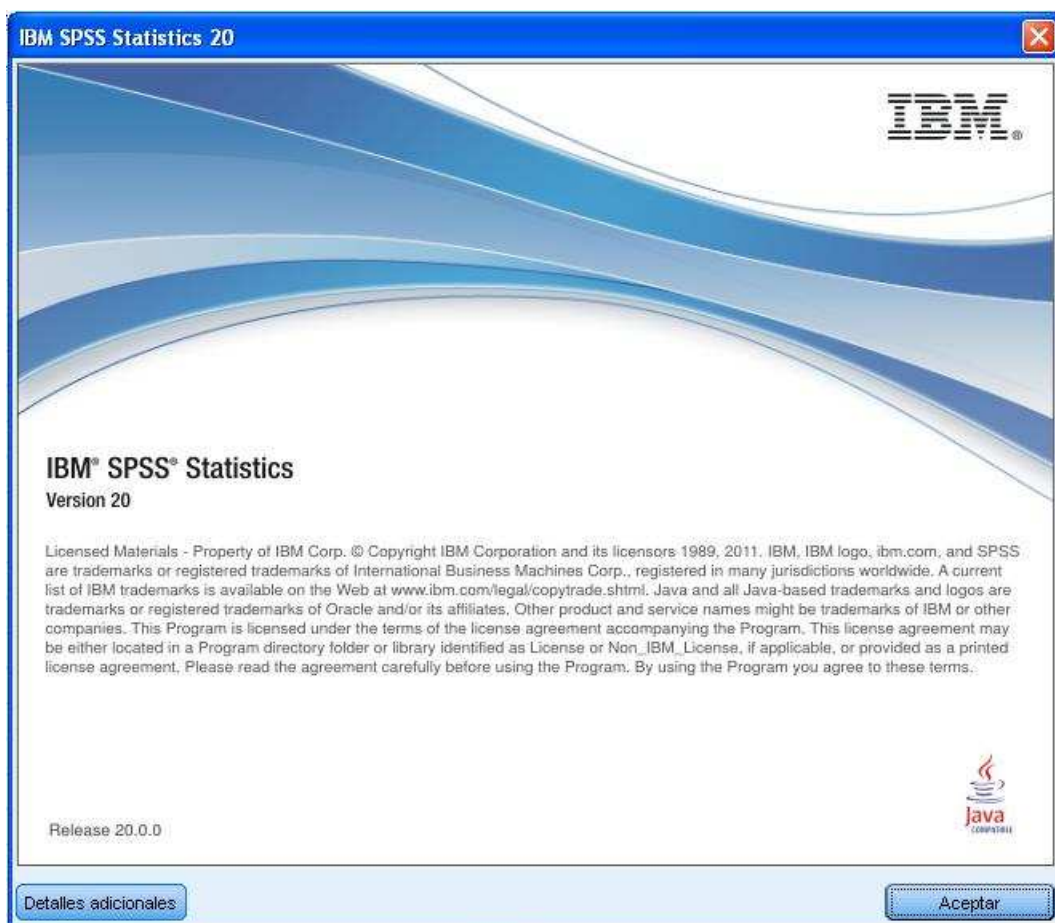 IBM SPSS Statistics 20
IBM®
IBM® SPSS® Statistics
Version 20
Licensed Materials - Property of IBM Corp. © Copyright IBM Corporation and its licensors 1989, 2011. IBM, IBM logo, ibm.com, and SPSS
are trademarks or registered trademarks of International Business Machines Corp., registered in many jurisdictions worldwide. A current
list of IBM trademarks is available on the Web at www.ibm.com/legal/copytrade.shtml. Java and all Java-based trademarks and logos are
trademarks or registered trademarks of Oracle and/or its affiliates. Other product and service names might be trademarks of IBM or other
companies. This Program is licensed under the terms of the license agreement accompanying the Program. This license agreement may
be either located in a Program directory folder or library identified as License or Non_IBM_License, if applicable, or provided as a printed
license agreement. Please read the agreement carefully before using the Program. By using the Program you agree to these terms.
Java
COMPATIBLE
Release 20.0.0
Detalles adicionales
Aceptar